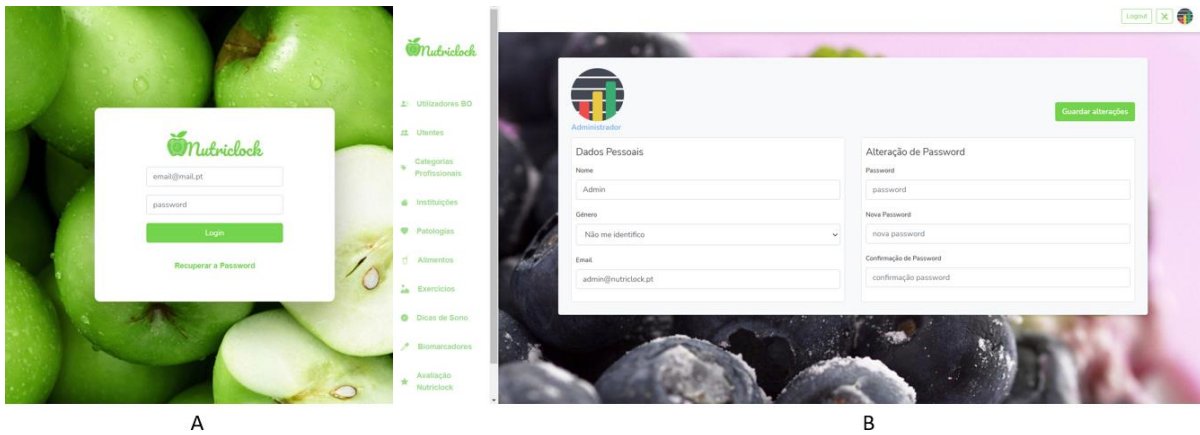 Nutriclock
email@mail.pt
password
Login
Recuperar a Password
A
Nutriclock
Utilizadores BO
Utentes
Categorias
Profissionais
Instituições
Patologias
Alimentos
Exercícios
Dicas de Sono
Biomarcadores
Avaliação
Nutriclock
Logout
Administrador
Guardar alterações
Dados Pessoais
Nome
Admin
Género
Não me identifico
Email
admin@nutriclock.pt
Alteração de Password
Password
password
Nova Password
nova password
Confirmação de Password
confirmação password
B